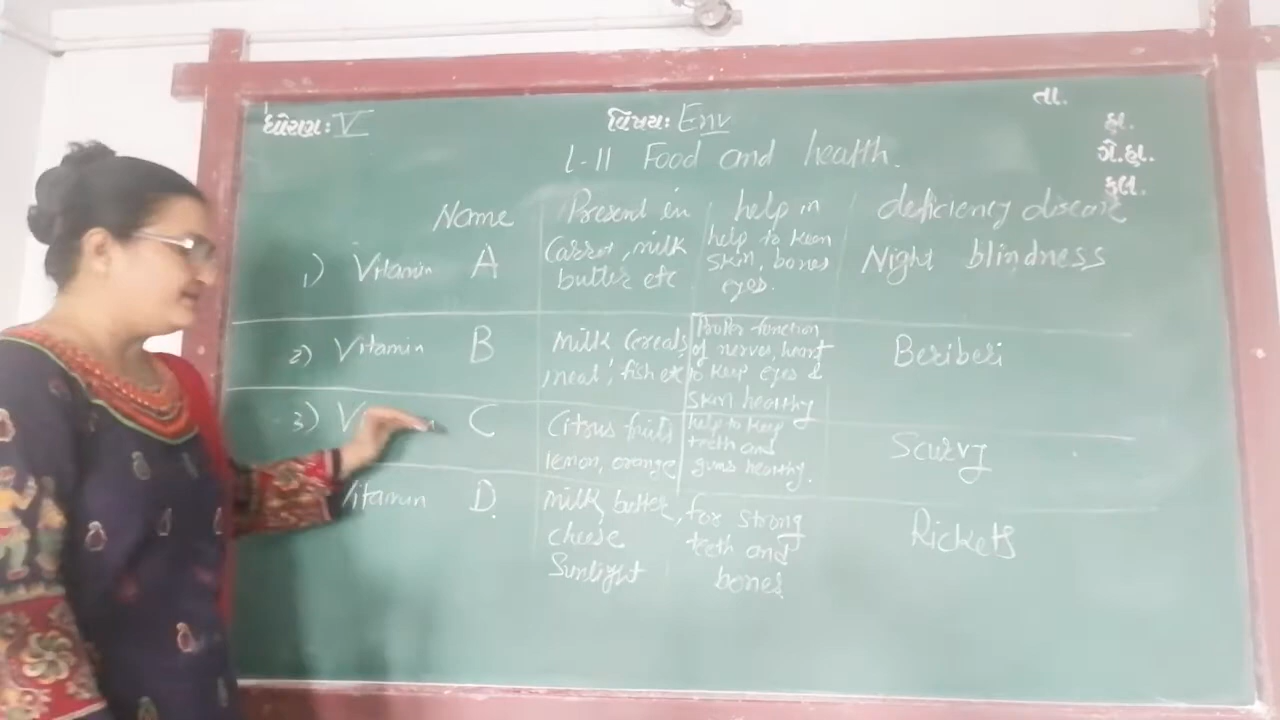 ધોરણ: V
વિષય: Env
તા.
હા.
ગે.હા.
કુલ.
L-11 Food and health.
Name Present in help in deficiency disease
1) Vitamin A Carrot, milk butter etc help to keen skin, bones eyes. Night blindness
2) Vitamin B Milk Cereals, meat, fish etc function of nerves, heart to keep eyes & skin healthy Beriberi
3) C Citrus fruits lemon, orange help to keep teeth and gums healthy. Scurvy
Vitamin D. Milk, butter, cheese Sunlight for strong teeth and bones. Rickets